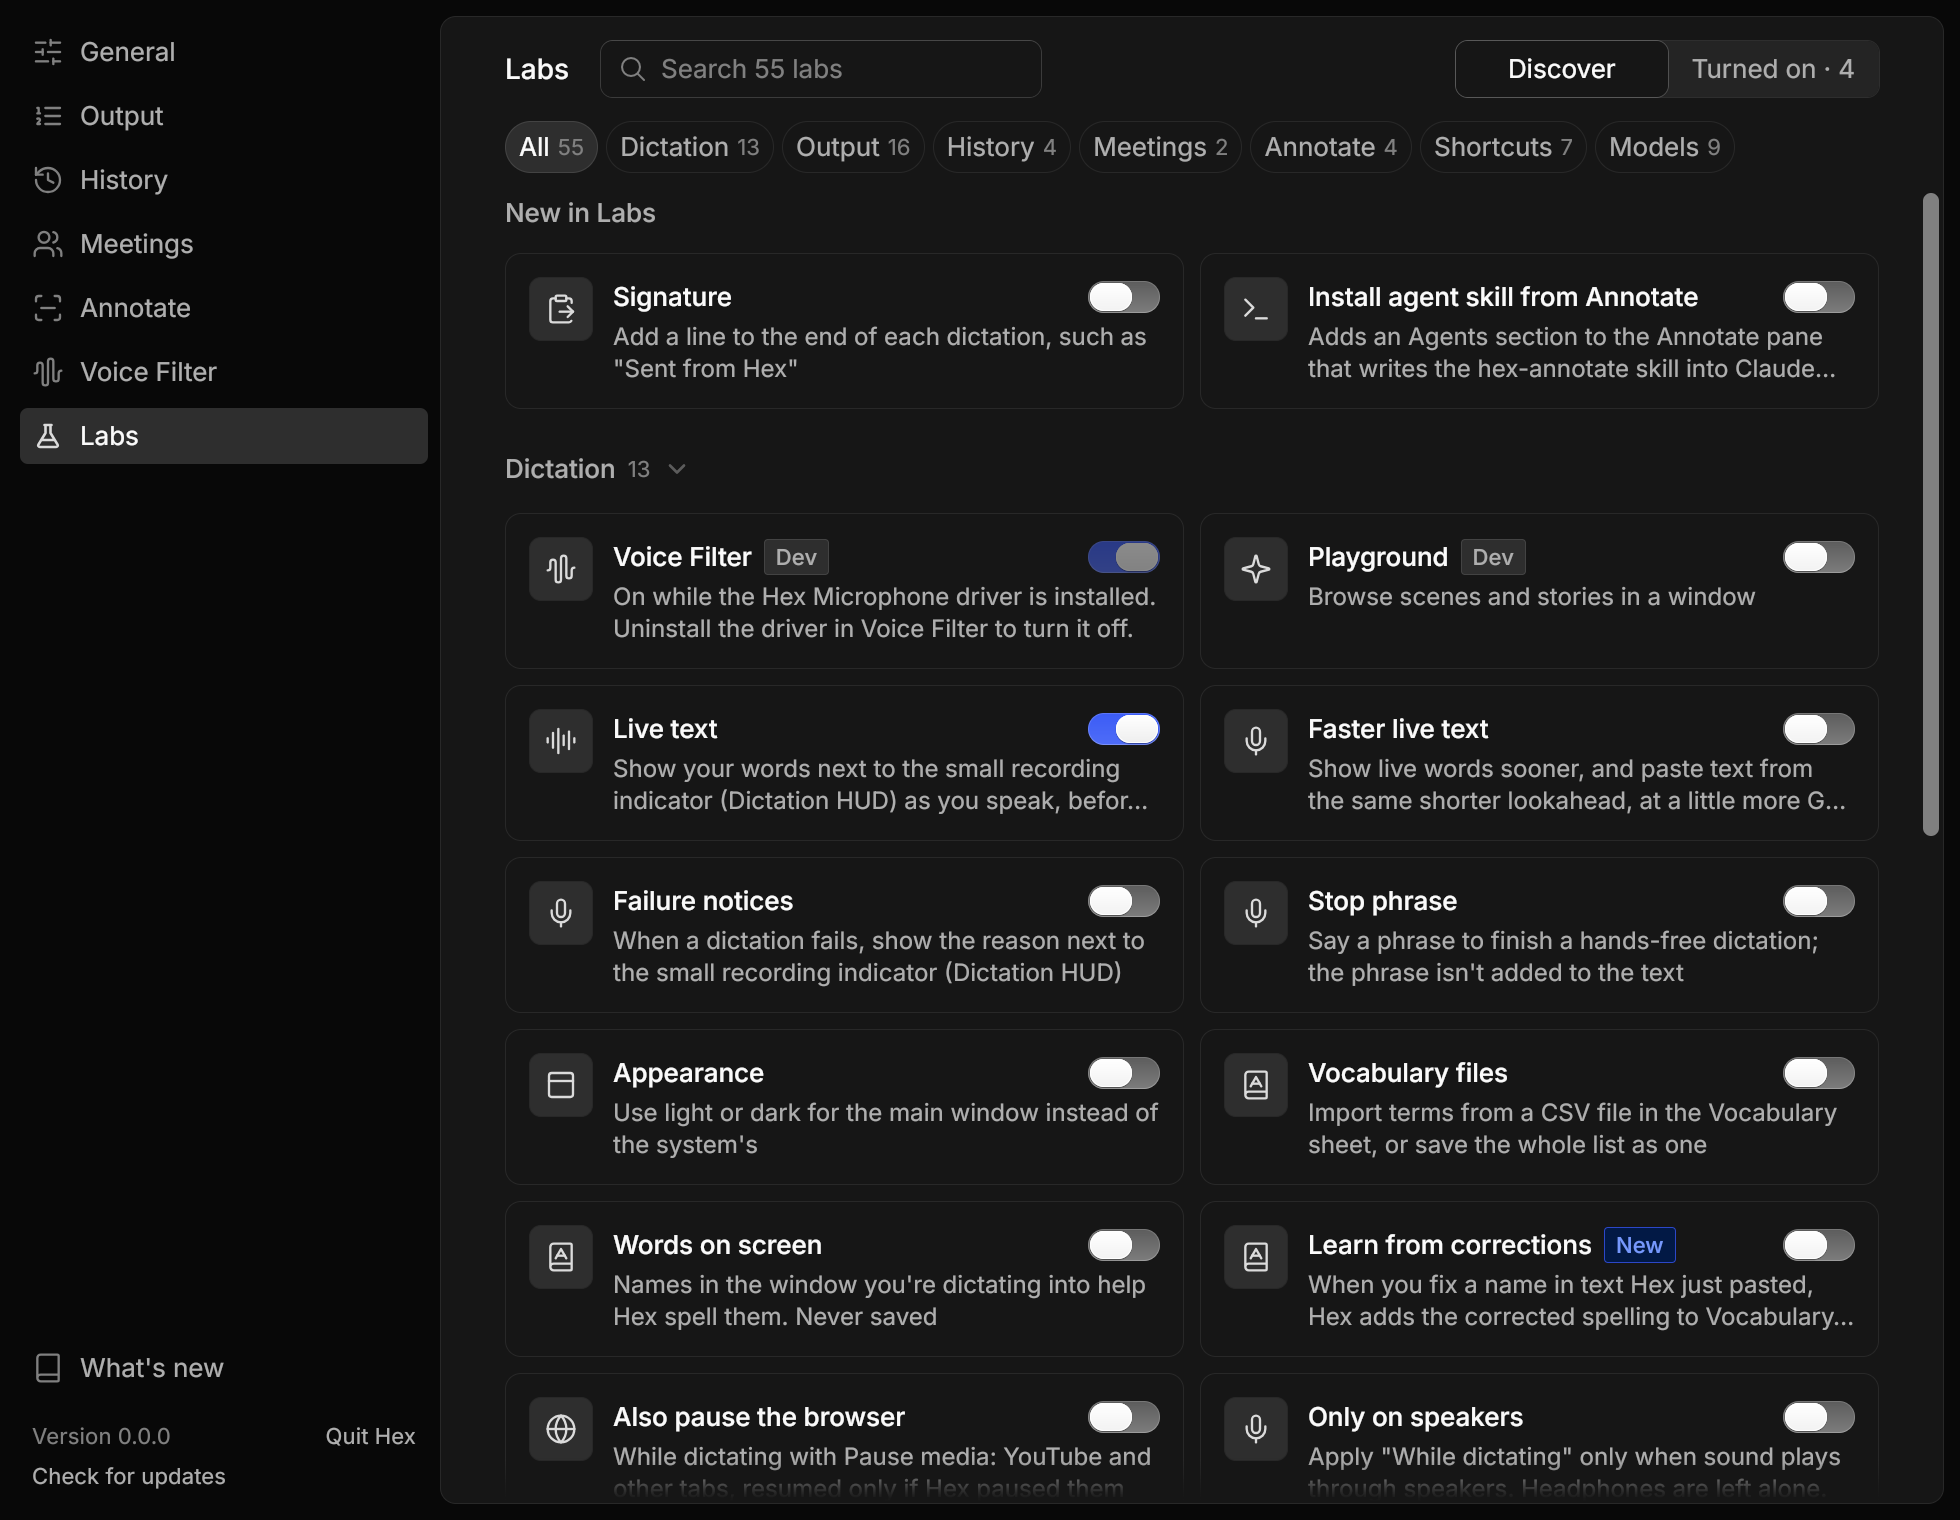 General
Output
History
Meetings
Annotate
Voice Filter
Labs
What's new
Version 0.0.0
Quit Hex
Check for updates
Labs
Search 55 labs
Discover
Turned on · 4
All 55
Dictation 13
Output 16
History 4
Meetings 2
Annotate 4
Shortcuts 7
Models 9
New in Labs
Signature
Add a line to the end of each dictation, such as
"Sent from Hex"
Install agent skill from Annotate
Adds an Agents section to the Annotate pane
that writes the hex-annotate skill into Claude...
Dictation 13
Voice Filter Dev
On while the Hex Microphone driver is installed.
Uninstall the driver in Voice Filter to turn it off.
Playground Dev
Browse scenes and stories in a window
Live text
Show your words next to the small recording
indicator (Dictation HUD) as you speak, befor...
Faster live text
Show live words sooner, and paste text from
the same shorter lookahead, at a little more G...
Failure notices
When a dictation fails, show the reason next to
the small recording indicator (Dictation HUD)
Stop phrase
Say a phrase to finish a hands-free dictation;
the phrase isn't added to the text
Appearance
Use light or dark for the main window instead of
the system's
Vocabulary files
Import terms from a CSV file in the Vocabulary
sheet, or save the whole list as one
Words on screen
Names in the window you're dictating into help
Hex spell them. Never saved
Learn from corrections New
When you fix a name in text Hex just pasted,
Hex adds the corrected spelling to Vocabulary...
Also pause the browser
While dictating with Pause media: YouTube and
other tabs, resumed only if Hex paused them
Only on speakers
Apply "While dictating" only when sound plays
through speakers. Headphones are left alone.